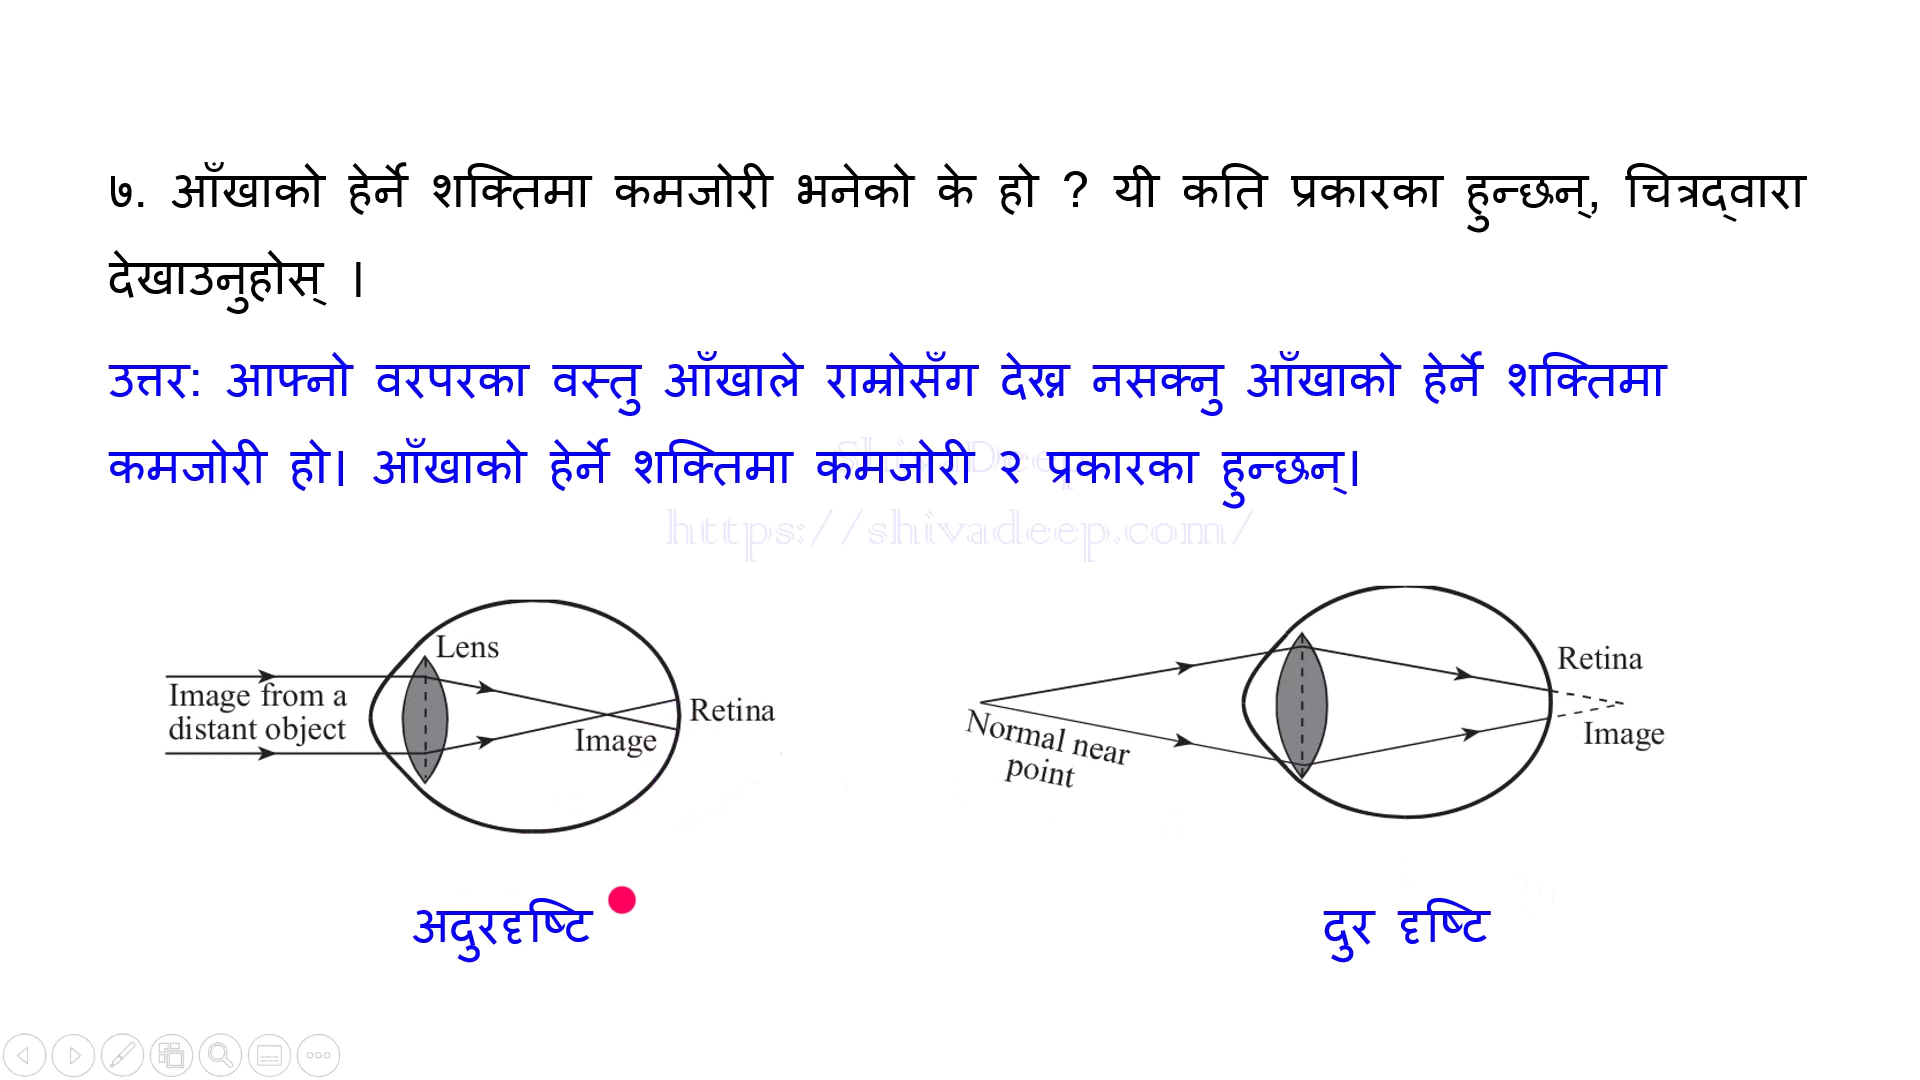 ७. आँखाको हेर्ने शक्तिमा कमजोरी भनेको के हो ? यी कति प्रकारका हुन्छन्, चित्रद्वारा
देखाउनुहोस् ।
उत्तर: आफ्नो वरपरका वस्तु आँखाले राम्रोसँग देख्न नसक्नु आँखाको हेर्ने शक्तिमा
कमजोरी हो। आँखाको हेर्ने शक्तिमा कमजोरी २ प्रकारका हुन्छन्।
ShivaDeep
https://shivadeep.com/
Lens
Image from a
distant object
Retina
Image
Retina
Normal near
point
Image
अदुरदृष्टि
दुर दृष्टि